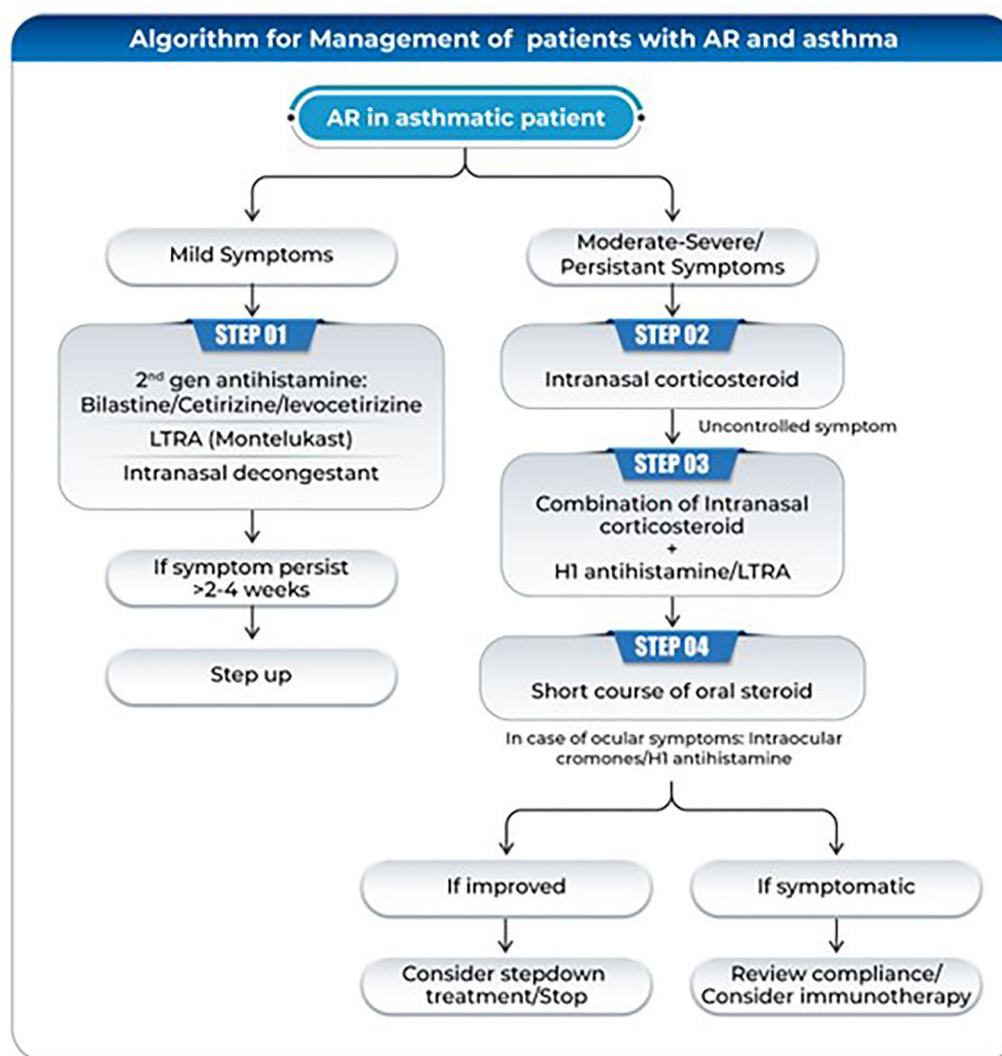 Algorithm for Management of patients with AR and asthma
AR in asthmatic patient
Mild Symptoms
STEP 01
2nd gen antihistamine:
Bilastine/Cetirizine/levocetirizine
LTRA (Montelukast)
Intranasal decongestant
If symptom persist
>2-4 weeks
Step up
Moderate-Severe/
Persistant Symptoms
STEP 02
Intranasal corticosteroid
Uncontrolled symptom
STEP 03
Combination of Intranasal
corticosteroid
+
H1 antihistamine/LTRA
STEP 04
Short course of oral steroid
In case of ocular symptoms: Intraocular
cromones/H1 antihistamine
If improved
Consider stepdown
treatment/Stop
If symptomatic
Review compliance/
Consider immunotherapy